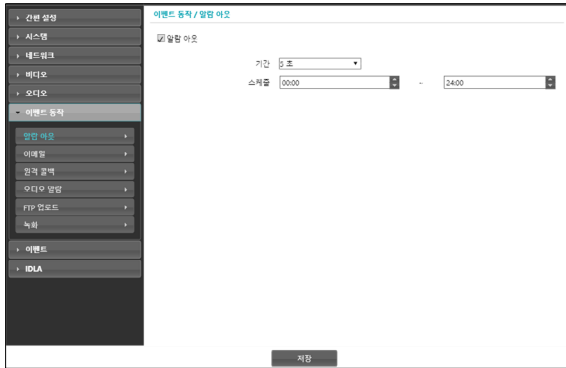 간편 설정
시스템
네트워크
비디오
오디오
이벤트 동작
알람 아웃
이메일
원격 콜백
오디오 알람
FTP 업로드
녹화
이벤트
IDLA
이벤트 동작 / 알람 아웃
알람 아웃
기간 5 초
스케줄 00:00 ~ 24:00
저장